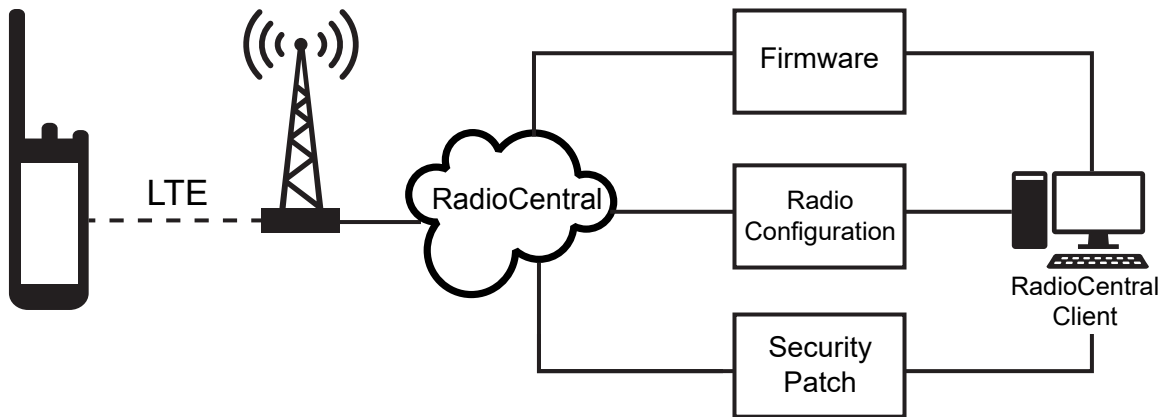 LTE
RadioCentral
Firmware
Radio
Configuration
Security
Patch
RadioCentral
Client